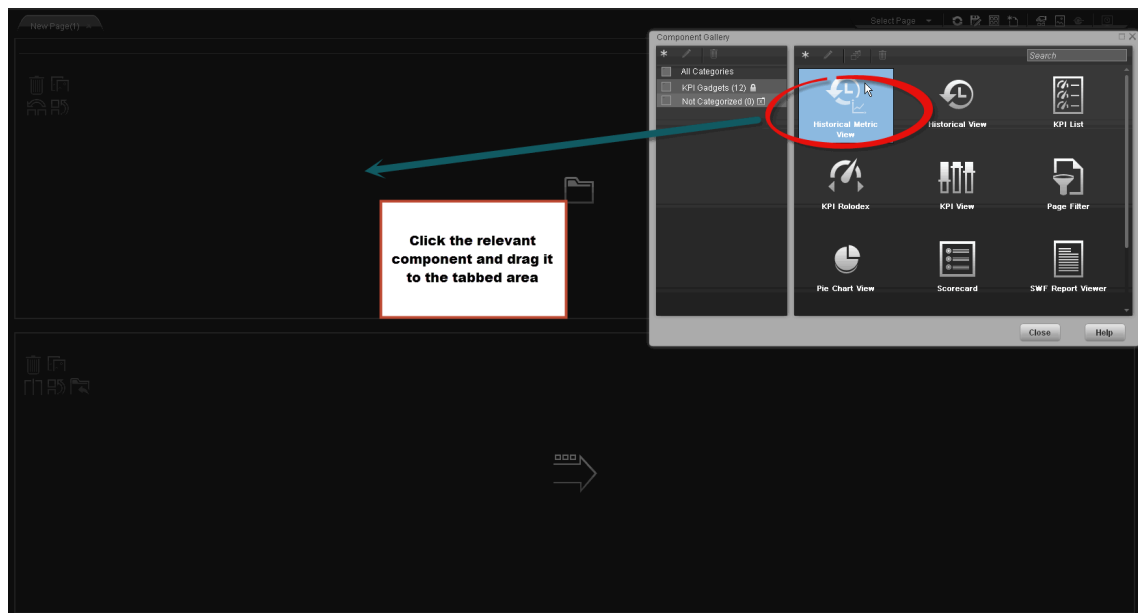 New Page(1)
Select Page
Component Gallery
Search
All Categories
KPI Gadgets (12)
Not Categorized (0)
Historical Metric
View
Historical View
KPI List
KPI Rolodex
KPI View
Page Filter
Pie Chart View
Scorecard
SWF Report Viewer
Close
Help
Click the relevant
component and drag it
to the tabbed area